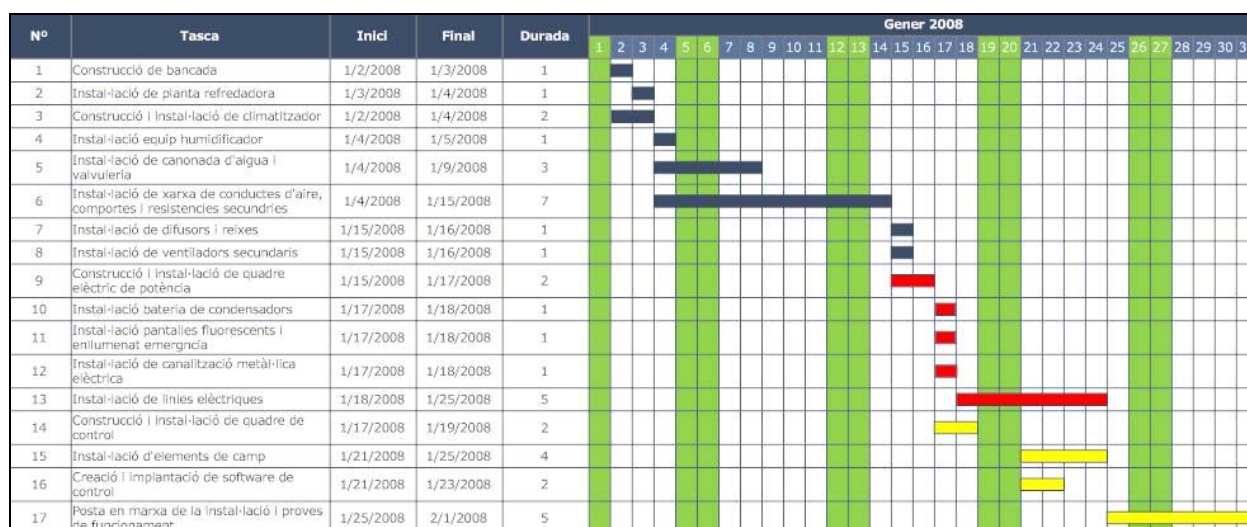 Nº Tasca Inici Final Durada Gener 2008
1 2 3 4 5 6 7 8 9 10 11 12 13 14 15 16 17 18 19 20 21 22 23 24 25 26 27 28 29 30
1 Construcció de bancada 1/2/2008 1/3/2008 1
2 Instal·lació de planta refredadora 1/3/2008 1/4/2008 1
3 Construcció i instal·lació de climatitzador 1/2/2008 1/4/2008 2
4 Instal·lació equip humidificador 1/4/2008 1/5/2008 1
5 Instal·lació de canonada d'aigua i
valvuleria 1/4/2008 1/9/2008 3
6 Instal·lació de xarxa de conductes d'aire,
comportes i resistencies secundries 1/4/2008 1/15/2008 7
7 Instal·lació de difusors i reixes 1/15/2008 1/16/2008 1
8 Instal·lació de ventiladors secundaris 1/15/2008 1/16/2008 1
9 Construcció i instal·lació de quadre
elèctric de potència 1/15/2008 1/17/2008 2
10 Instal·lació bateria de condensadors 1/17/2008 1/18/2008 1
11 Instal·lació pantalles fluorescents i
enllumenat emergncia 1/17/2008 1/18/2008 1
12 Instal·lació de canalització metàl·lica
elèctrica 1/17/2008 1/18/2008 1
13 Instal·lació de línies elèctriques 1/18/2008 1/25/2008 5
14 Construcció i instal·lació de quadre de
control 1/17/2008 1/19/2008 2
15 Instal·lació d'elements de camp 1/21/2008 1/25/2008 4
16 Creació i implantació de software de
control 1/21/2008 1/23/2008 2
17 Posta en marxa de la instal·lació i proves
de funcionament 1/25/2008 2/1/2008 5